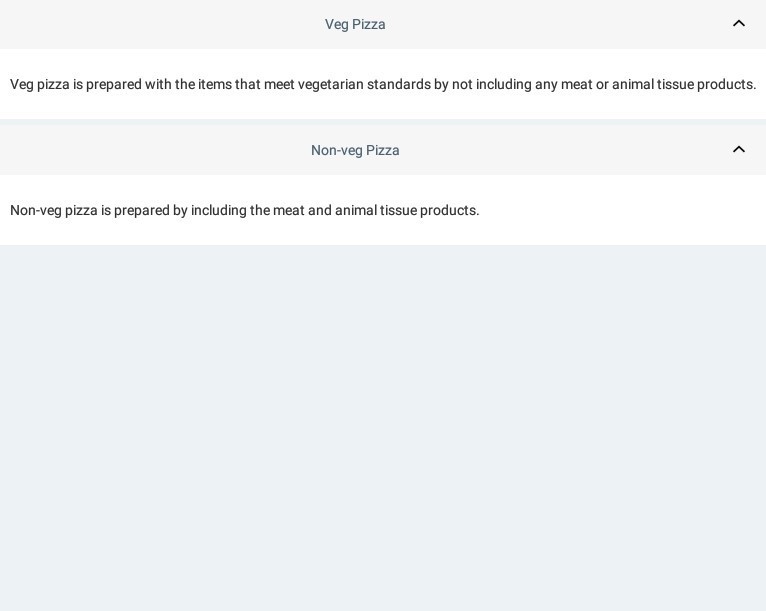 Veg Pizza
Veg pizza is prepared with the items that meet vegetarian standards by not including any meat or animal tissue products.
Non-veg Pizza
Non-veg pizza is prepared by including the meat and animal tissue products.